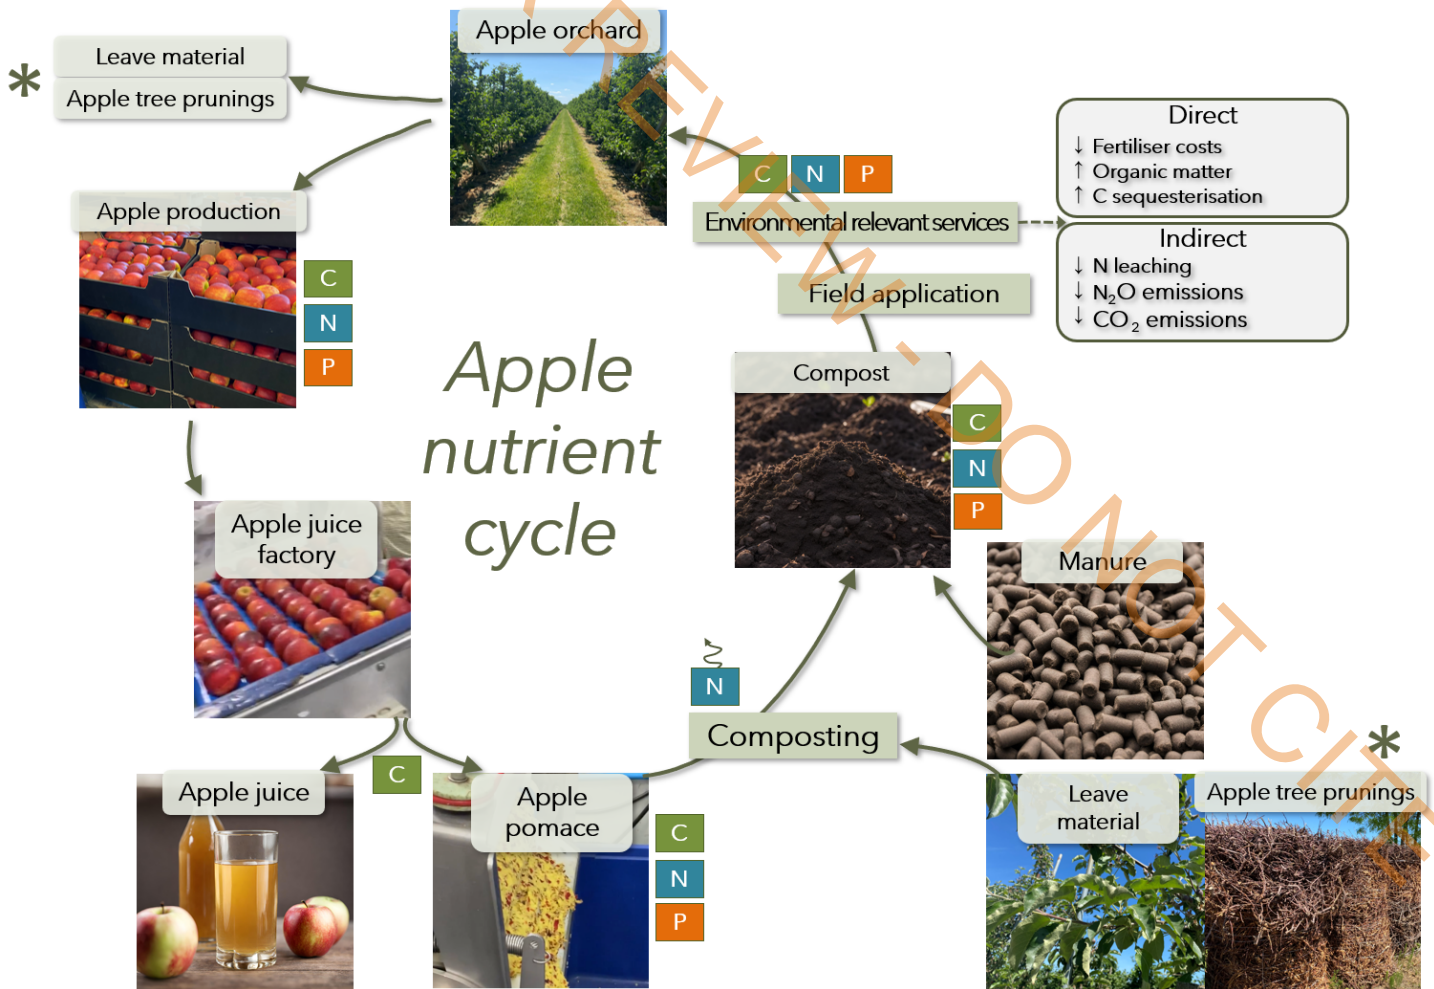 Apple orchard
*
Leave material
Apple tree prunings
Apple production
C
N
P
C N P
Environmental relevant services
Field application
Direct
↓ Fertiliser costs
↑ Organic matter
↑ C sequesterisation
Indirect
↓ N leaching
↓ N₂O emissions
↓ CO₂ emissions
Apple
nutrient
cycle
Compost
C
N
P
Apple juice
factory
Manure
N
Composting
*
Apple juice
C
Apple
pomace
C
N
P
Leave
material
Apple tree prunings
REVIEW - DO NOT CITE